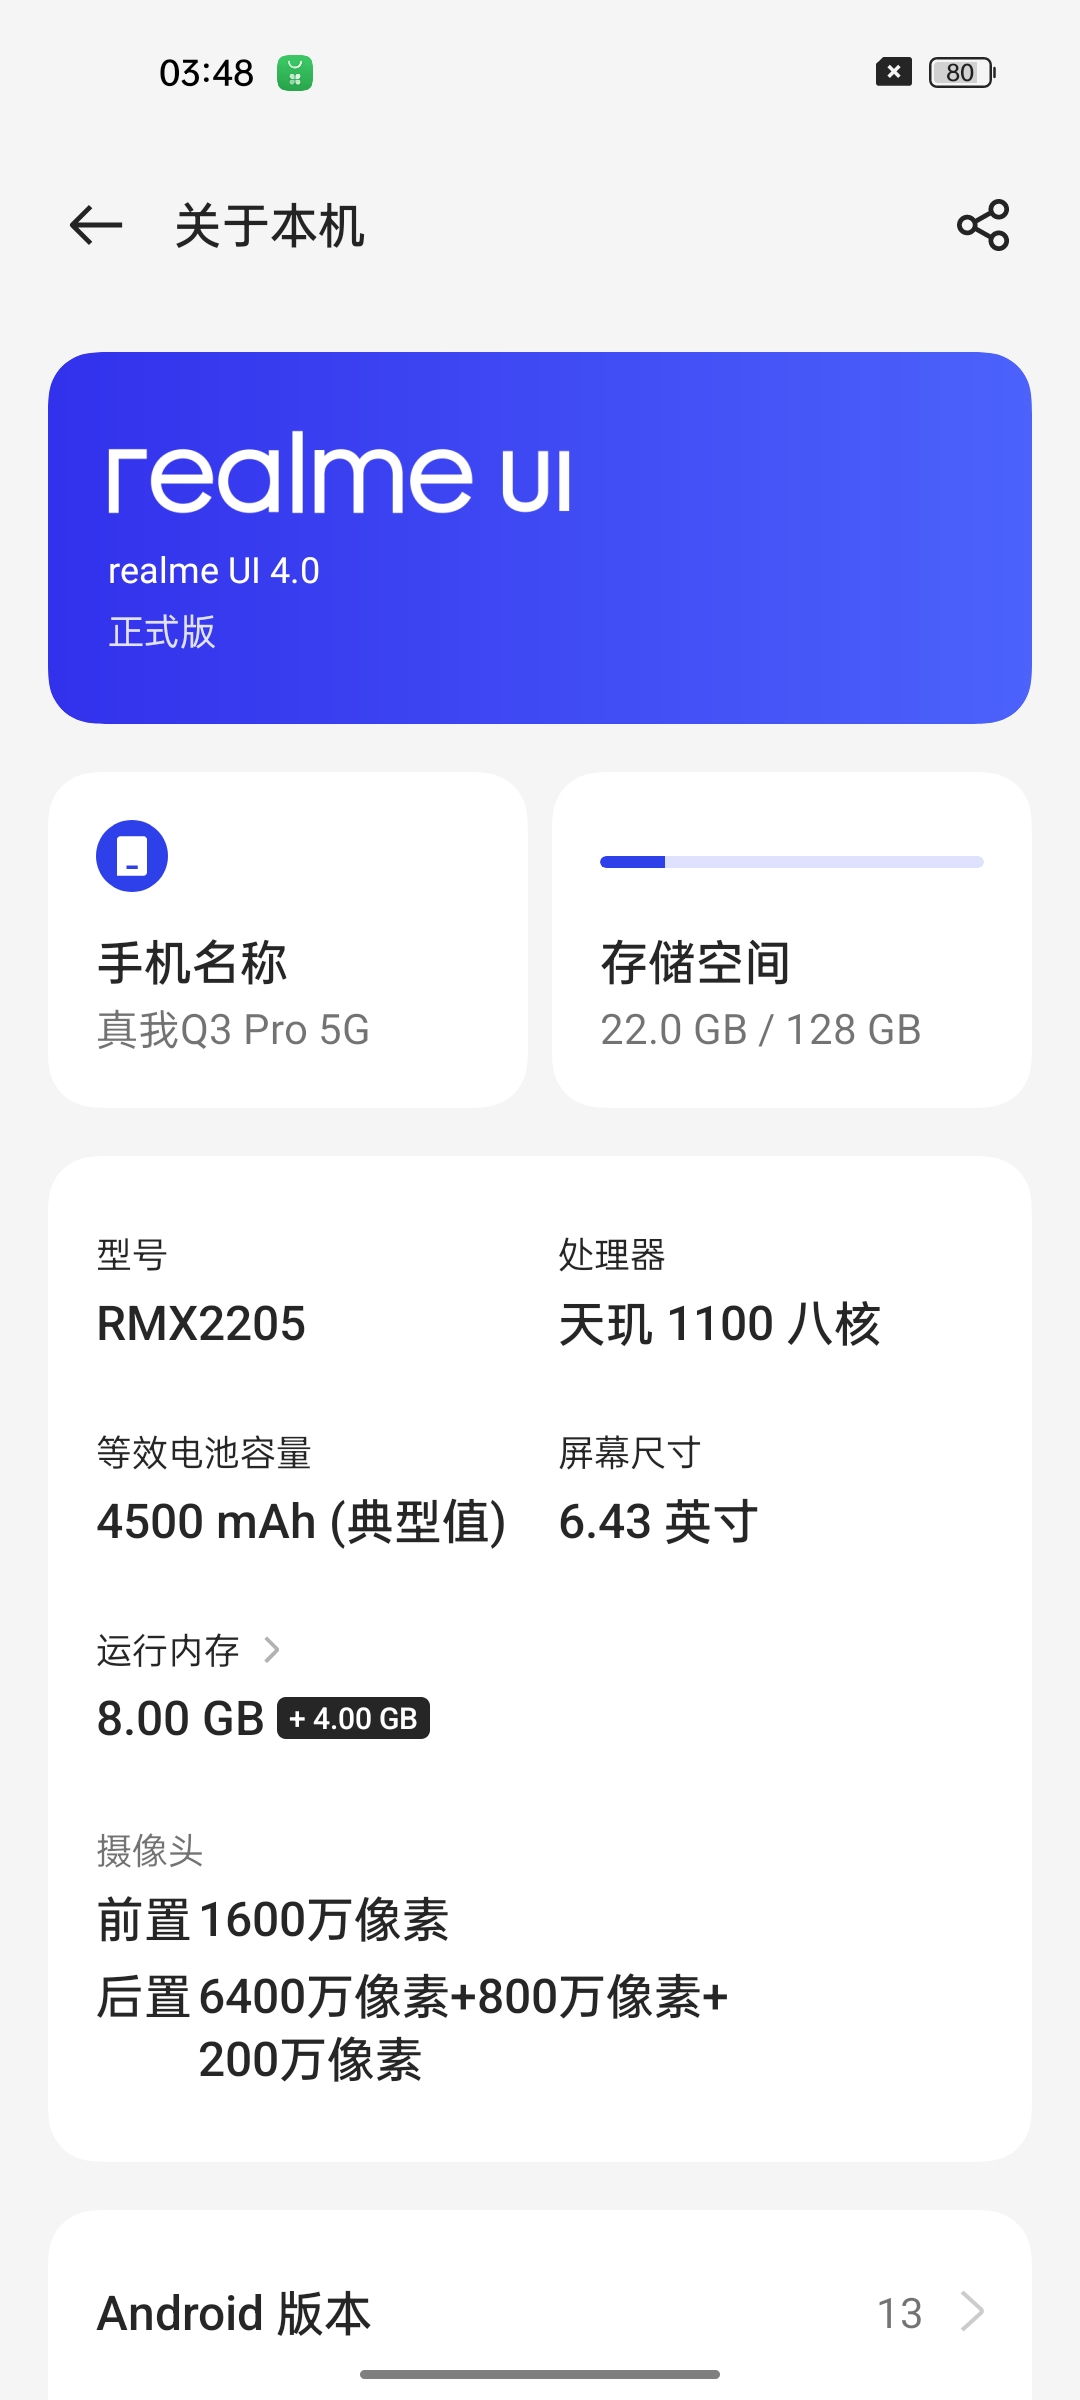 03:48
80
关于本机
realme UI
realme UI 4.0
正式版
手机名称
真我Q3 Pro 5G
存储空间
22.0 GB / 128 GB
型号
RMX2205
处理器
天玑 1100 八核
等效电池容量
4500 mAh (典型值)
屏幕尺寸
6.43 英寸
运行内存
8.00 GB + 4.00 GB
摄像头
前置 1600万像素
后置 6400万像素+800万像素+
200万像素
Android 版本
13